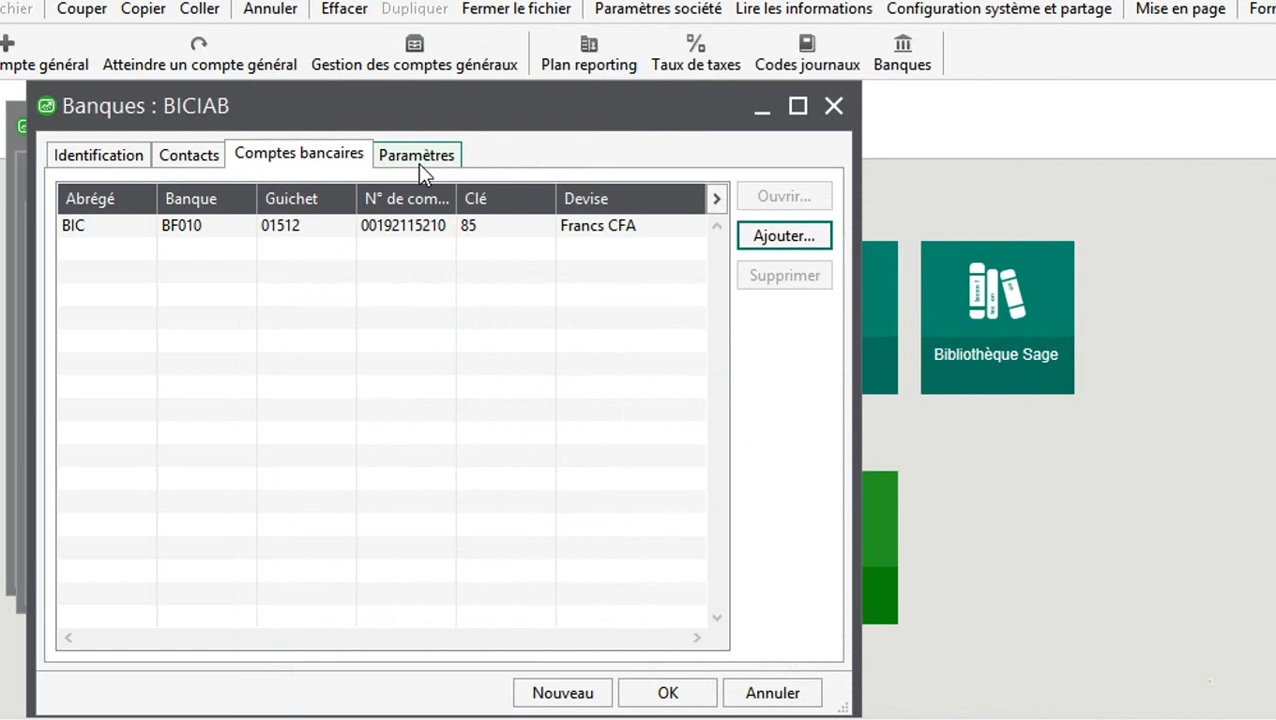 chier Couper Copier Coller Annuler Effacer Dupliquer Fermer le fichier Paramètres société Lire les informations Configuration système et partage Mise en page Forr
mpte général Atteindre un compte général Gestion des comptes généraux Plan reporting Taux de taxes Codes journaux Banques
Banques : BICIAB
Identification Contacts Comptes bancaires Paramètres
Abrégé Banque Guichet N° de com... Clé Devise
BIC BF010 01512 00192115210 85 Francs CFA
Ouvrir...
Ajouter...
Supprimer
Bibliothèque Sage
Nouveau OK Annuler